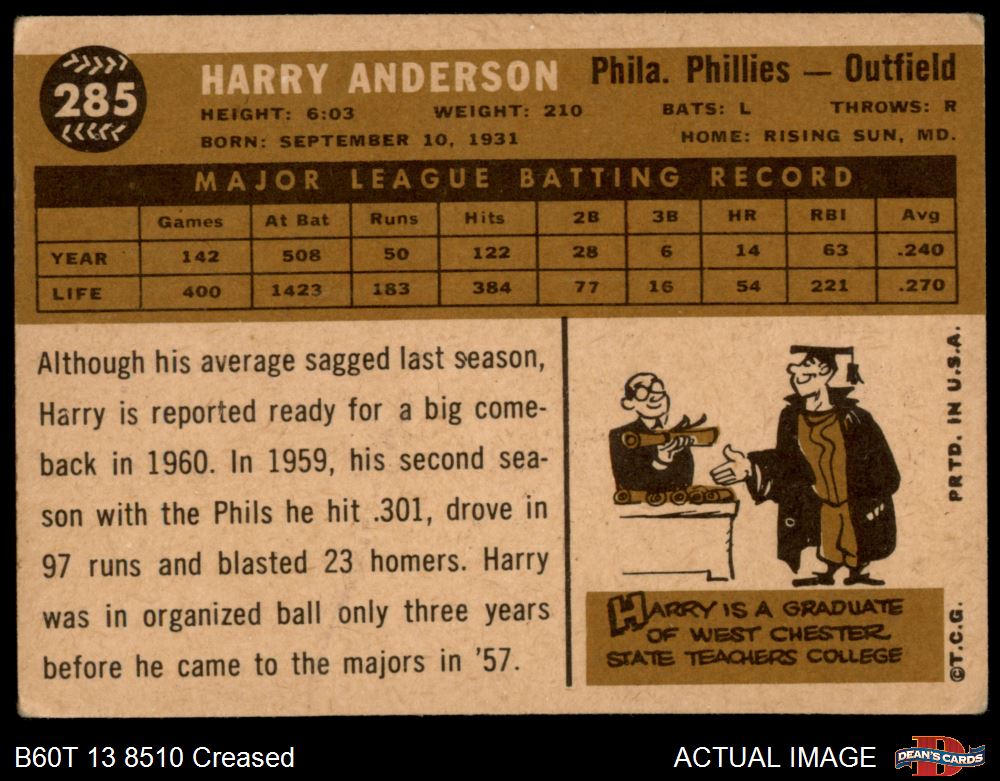 285
HARRY ANDERSON Phila. Phillies — Outfield
HEIGHT: 6:03 WEIGHT: 210 BATS: L THROWS: R
BORN: SEPTEMBER 10, 1931 HOME: RISING SUN, MD.
MAJOR LEAGUE BATTING RECORD
Games At Bat Runs Hits 2B 3B HR RBI Avg
YEAR 142 508 50 122 28 6 14 63 .240
LIFE 400 1423 183 384 77 16 54 221 .270
Although his average sagged last season,
Harry is reported ready for a big come-
back in 1960. In 1959, his second sea-
son with the Phils he hit .301, drove in
97 runs and blasted 23 homers. Harry
was in organized ball only three years
before he came to the majors in '57.
HARRY IS A GRADUATE
OF WEST CHESTER
STATE TEACHERS COLLEGE
©T.C.G. PRTD. IN U.S.A.
B60T 13 8510 Creased ACTUAL IMAGE DEAN'S CARDS